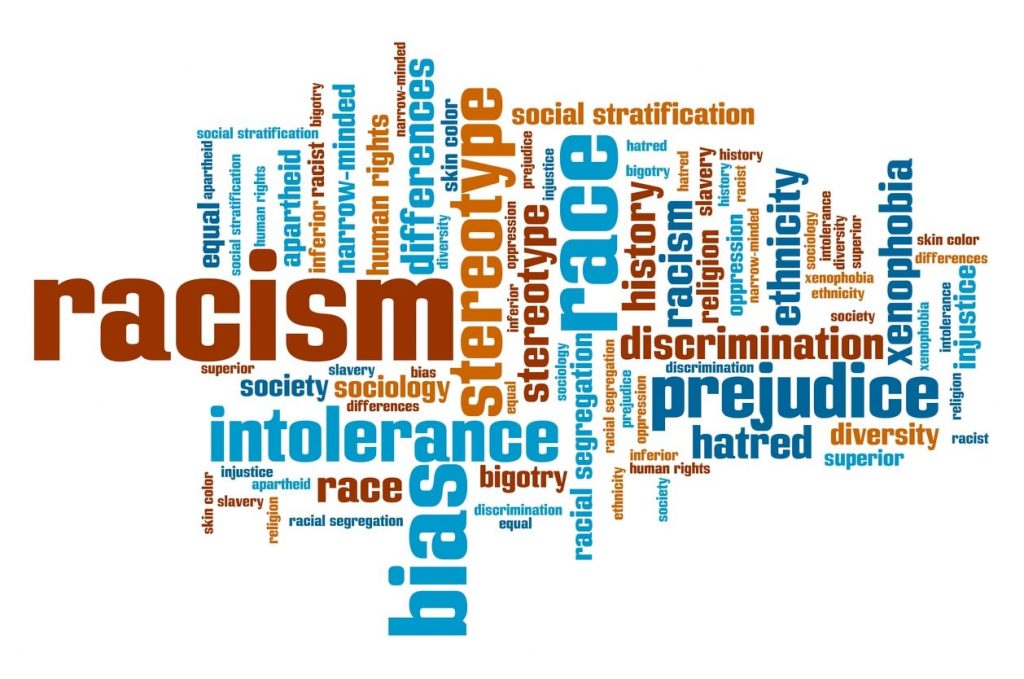 narrow-minded
bigotry
differences
narrow-minded
stereotype
skin color
social stratification
human rights
social stratification
prejudice
race
hatred
apartheid
racist
injustice
bigotry
hatred
slavery
history
history
racist
ethnicity
xenophobia
equal
social stratification
human rights
apartheid
inferior
diversity
oppression
stereotype
history
racism
religion
oppression
narrow-minded
sociology
intolerance
diversity
superior
skin color
differences
racism
inferior
xenophobia
ethnicity
society
xenophobia
intolerance
injustice
discrimination
superior
slavery
bias
society
sociology
differences
equal
sociology
racial segregation
racial segregation
prejudice
oppression
discrimination
prejudice
religion
intolerance
hatred
diversity
racist
superior
inferior
human rights
injustice
apartheid
race
bias
bigotry
skin color
slavery
religion
racial segregation
discrimination
equal
ethnicity
society